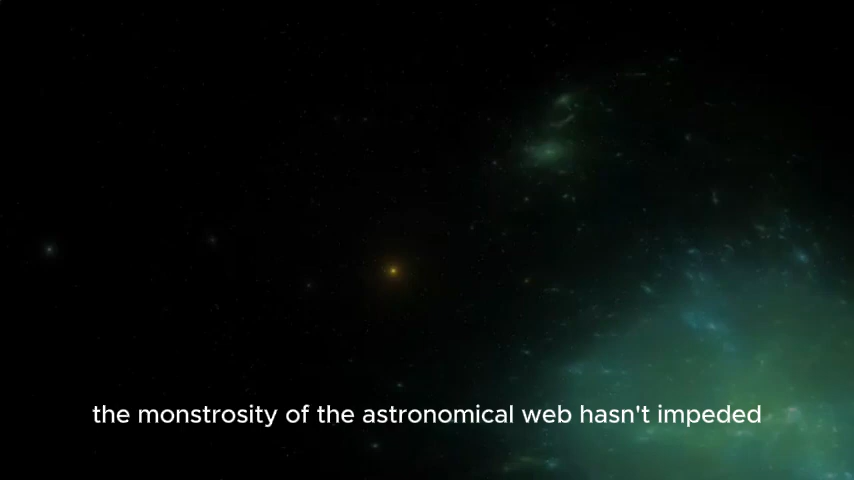 the monstrosity of the astronomical web hasn't impeded